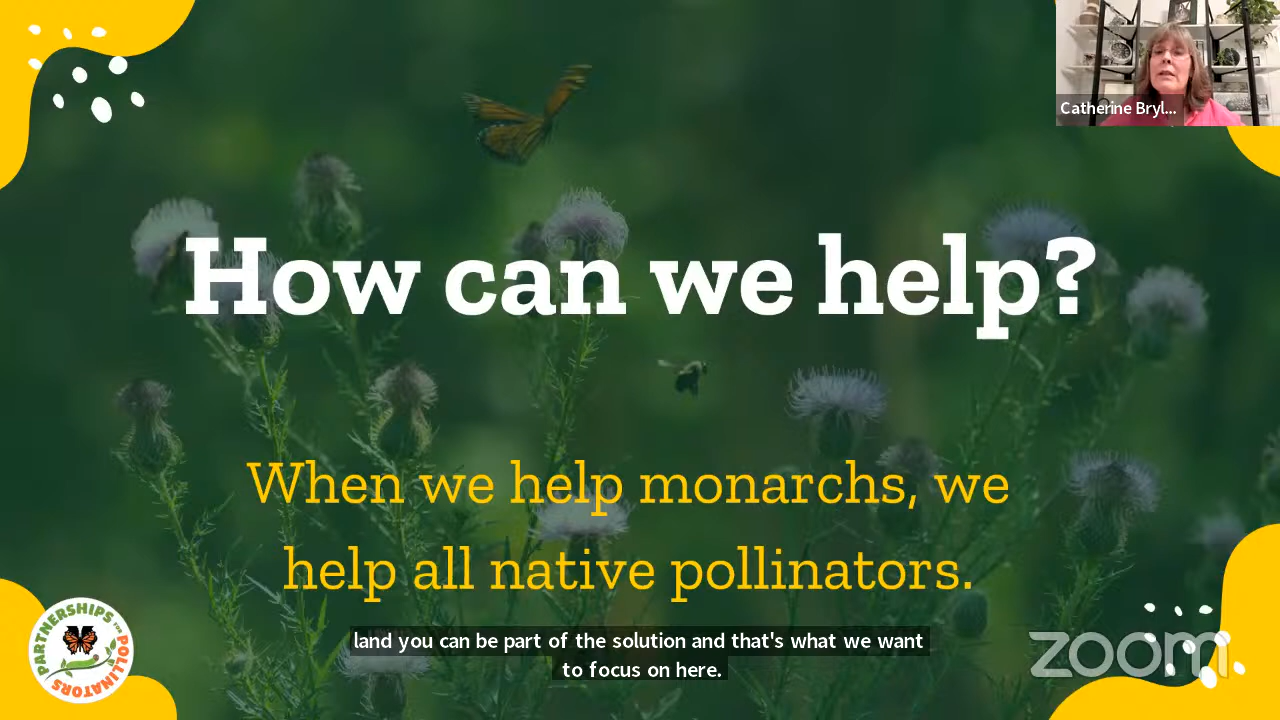 Catherine Bryl...
How can we help?
When we help monarchs, we
help all native pollinators.
PARTNERSHIPS FOR POLLINATORS
land you can be part of the solution and that's what we want
to focus on here.
zoom